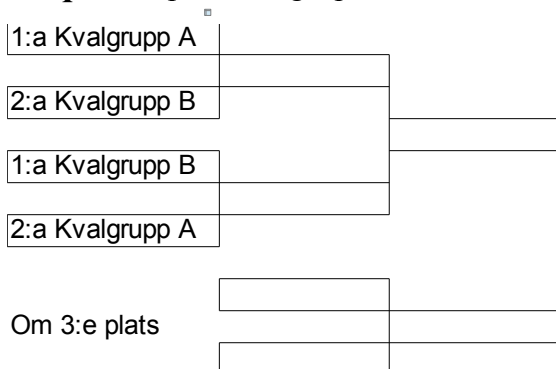 1:a Kvalgrupp A
2:a Kvalgrupp B
1:a Kvalgrupp B
2:a Kvalgrupp A
Om 3:e plats